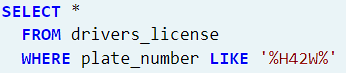 SELECT *
FROM drivers_license
WHERE plate_number LIKE '%H42W%'